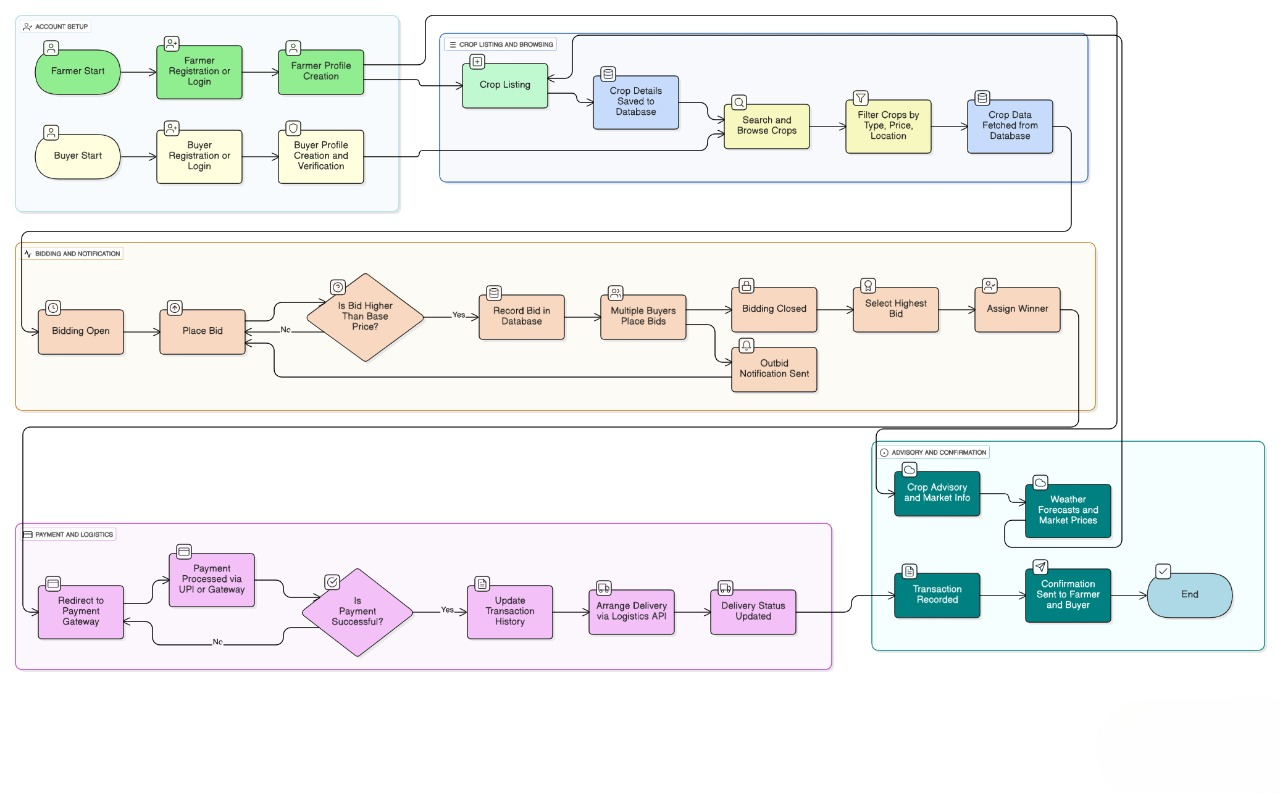 ACCOUNT SETUP
Farmer Start
Farmer
Registration or
Login
Farmer Profile
Creation
Buyer Start
Buyer
Registration or
Login
Buyer Profile
Creation and
Verification
CROP LISTING AND BROWSING
Crop Listing
Crop Details
Saved to
Database
Search and
Browse Crops
Filter Crops by
Type, Price,
Location
Crop Data
Fetched from
Database
BIDDING AND NOTIFICATION
Bidding Open
Place Bid
Is Bid Higher
Than Base
Price?
No
Yes
Record Bid in
Database
Multiple Buyers
Place Bids
Bidding Closed
Select Highest
Bid
Assign Winner
Outbid
Notification Sent
ADVISORY AND CONFIRMATION
Crop Advisory
and Market Info
Weather
Forecasts and
Market Prices
PAYMENT AND LOGISTICS
Redirect to
Payment
Gateway
Payment
Processed via
UPI or Gateway
Is
Payment
Successful?
No
Yes
Update
Transaction
History
Arrange Delivery
via Logistics API
Delivery Status
Updated
Transaction
Recorded
Confirmation
Sent to Farmer
and Buyer
End